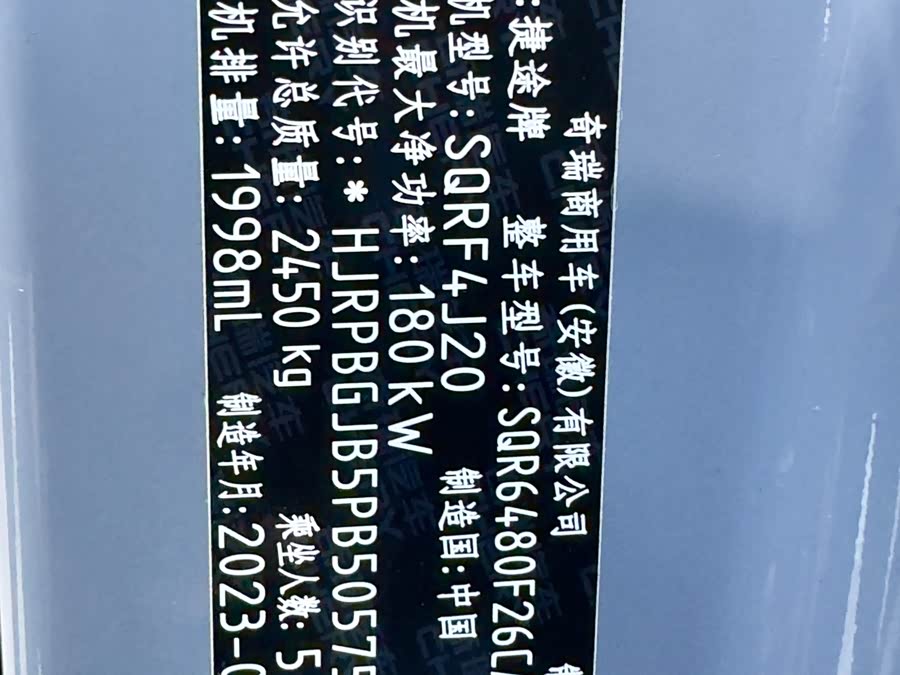 奇瑞商用车(安徽)有限公司
:捷途牌 整车型号:SQR6480F26C
机型号:SQRF4J20 制造国:中国
机最大净功率:180kW
识别代号:* HJRPBGJB5PB50575
允许总质量: 2450 kg 乘坐人数: 5
机排量: 1998mL 制造年月:2023-0